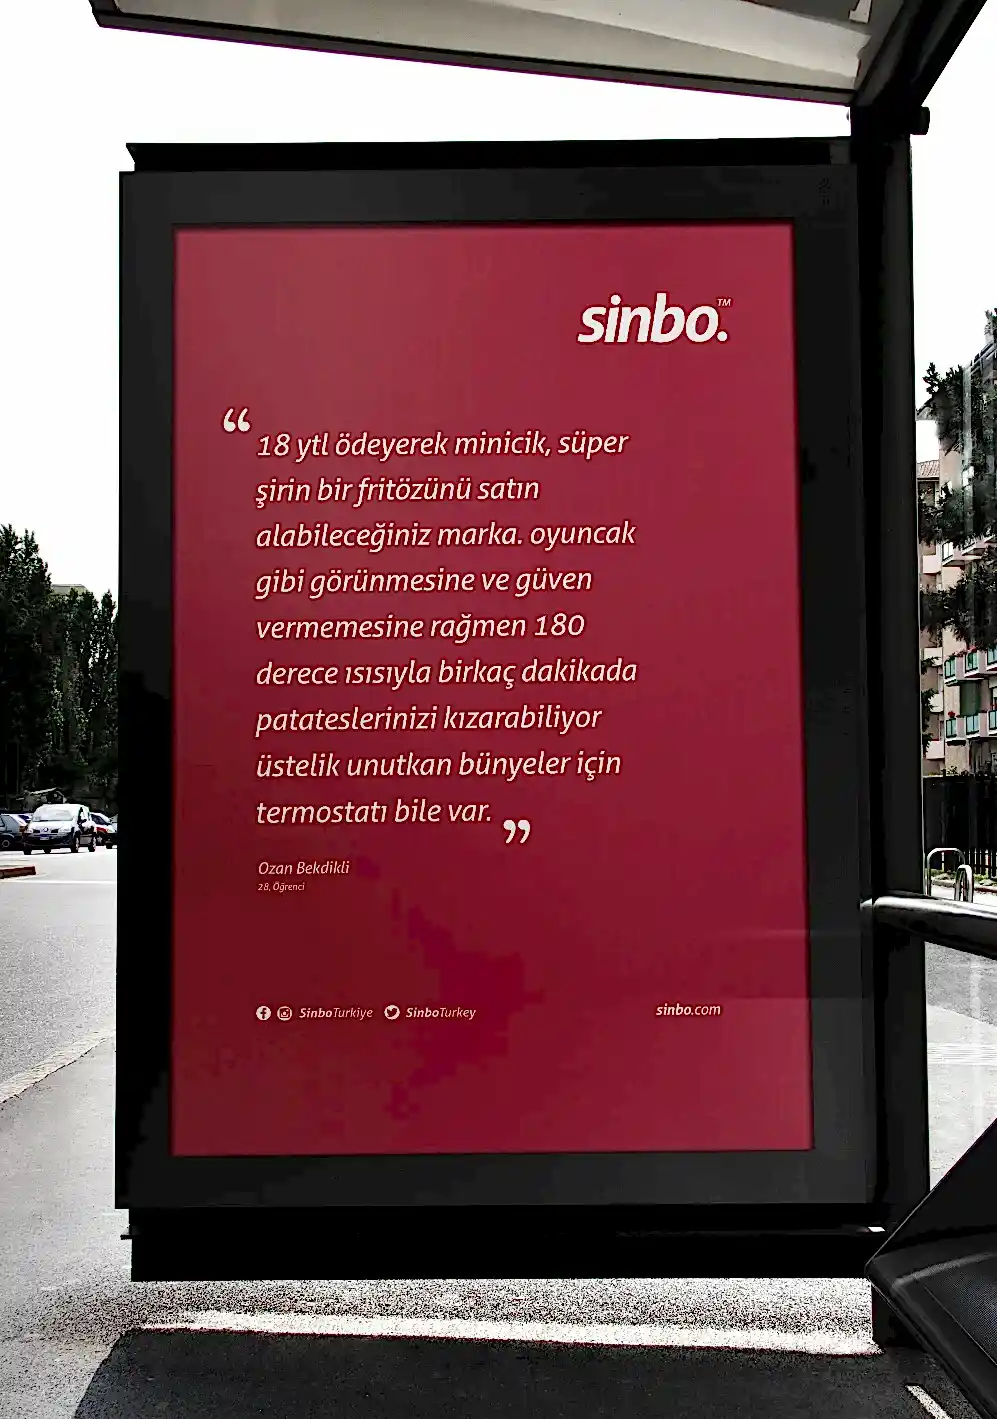 sinbo.™
“18 ytl ödeyerek minicik, süper
şirin bir fritözünü satın
alabileceğiniz marka. oyuncak
gibi görünmesine ve güven
vermemesine rağmen 180
derece ısısıyla birkaç dakikada
patateslerinizi kızarabiliyor
üstelik unutkan bünyeler için
termostatı bile var.”
Ozan Bekdikli
28, Öğrenci
SinboTurkiye SinboTurkey
sinbo.com